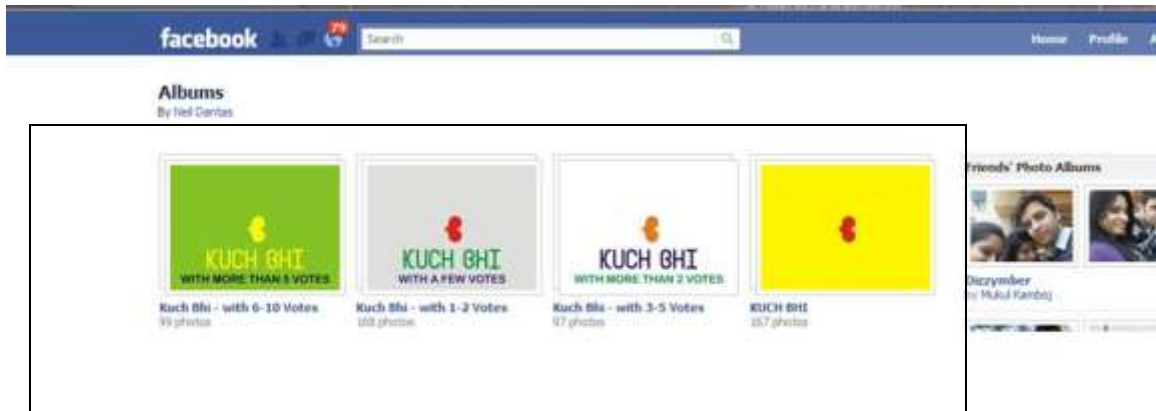 facebook
79
Search
Home Profile
Albums
By Neil Dantas
KUCH BHI
WITH MORE THAN 5 VOTES
KUCH BHI
WITH A FEW VOTES
KUCH BHI
WITH MORE THAN 2 VOTES
Kuch Bhi - with 6-10 Votes
99 photos
Kuch Bhi - with 1-2 Votes
168 photos
Kuch Bhi - with 3-5 Votes
97 photos
KUCH BHI
167 photos
Friends' Photo Albums
Dizzymber
by Mukul Kamboj